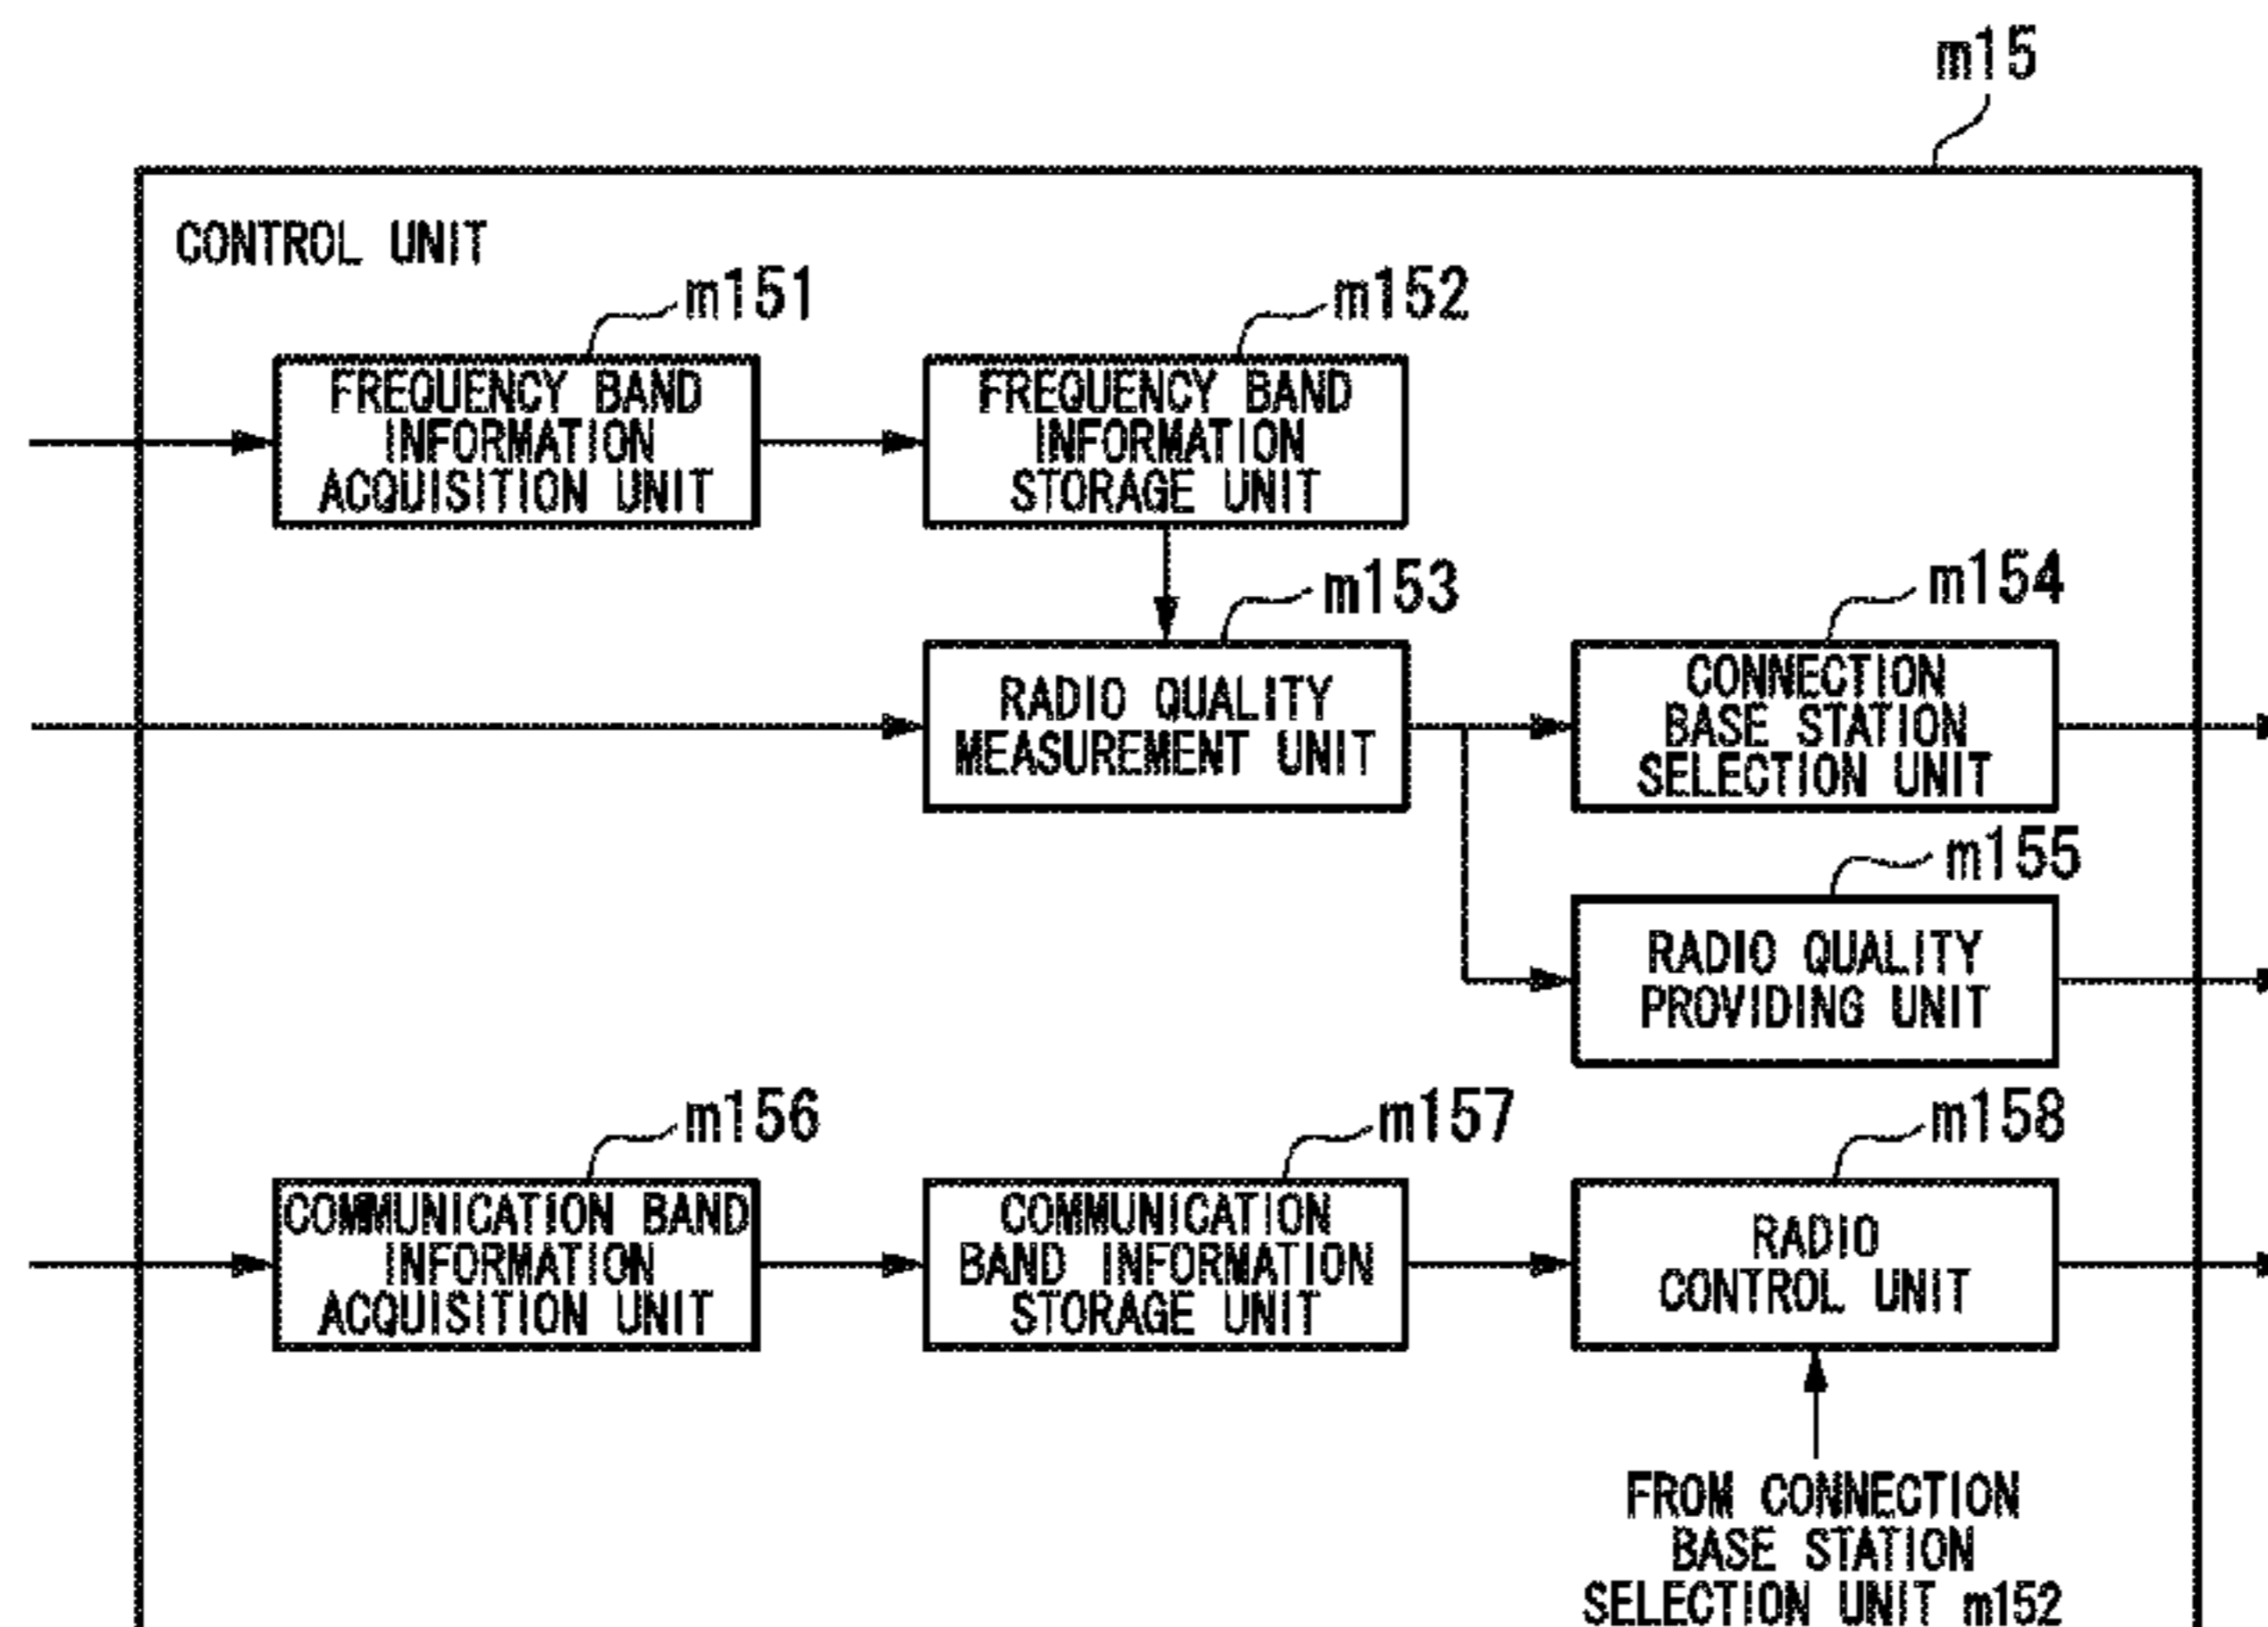 m15
CONTROL UNIT
m151
m152
FREQUENCY BAND
INFORMATION
ACQUISITION UNIT
FREQUENCY BAND
INFORMATION
STORAGE UNIT
m153
m154
RADIO QUALITY
MEASUREMENT UNIT
CONNECTION
BASE STATION
SELECTION UNIT
m155
RADIO QUALITY
PROVIDING UNIT
m156
m157
m158
COMMUNICATION BAND
INFORMATION
ACQUISITION UNIT
COMMUNICATION
BAND INFORMATION
STORAGE UNIT
RADIO
CONTROL UNIT
FROM CONNECTION
BASE STATION
SELECTION UNIT m152